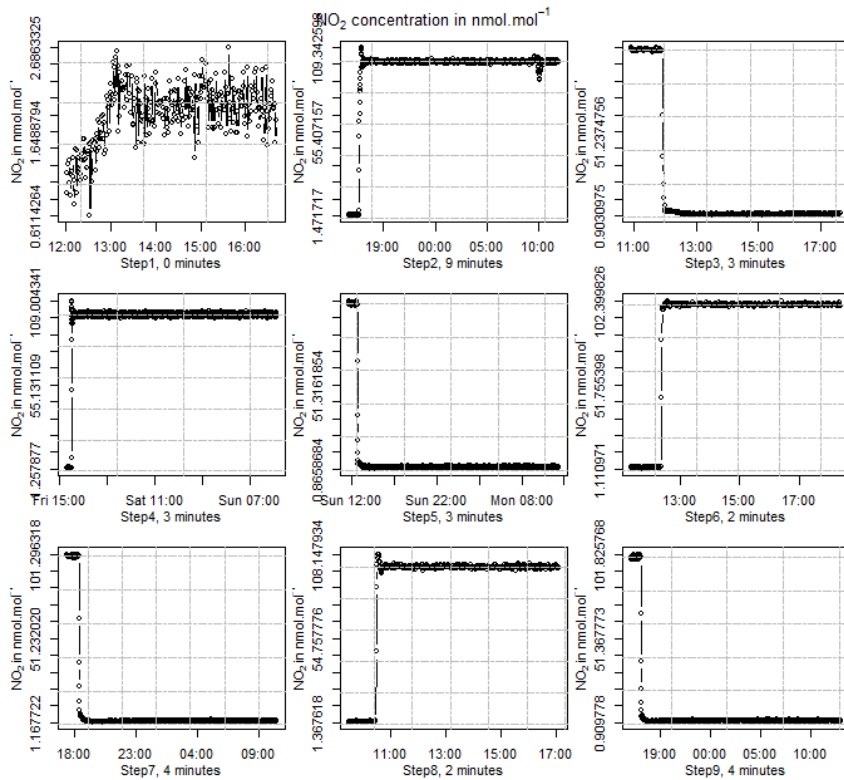 NO₂ concentration in nmol.mol⁻¹
NO₂ in nmol.mol⁻¹
0.6114264 1.6488794 2.6863325
12:00 13:00 14:00 15:00 16:00
Step1, 0 minutes
NO₂ in nmol.mol⁻¹
1.471717 55.407157 109.342598
19:00 00:00 05:00 10:00
Step2, 9 minutes
NO₂ in nmol.mol⁻¹
0.9030975 51.2374756
11:00 13:00 15:00 17:00
Step3, 3 minutes
NO₂ in nmol.mol⁻¹
.257877 55.131109 109.004341
Fri 15:00 Sat 11:00 Sun 07:00
Step4, 3 minutes
NO₂ in nmol.mol⁻¹
0.8658684 51.3161854
Sun 12:00 Sun 22:00 Mon 08:00
Step5, 3 minutes
NO₂ in nmol.mol⁻¹
1.110971 51.755398 102.399826
13:00 15:00 17:00
Step6, 2 minutes
NO₂ in nmol.mol⁻¹
1.167722 51.232020 101.296318
18:00 23:00 04:00 09:00
Step7, 4 minutes
NO₂ in nmol.mol⁻¹
1.367618 54.757776 108.147934
11:00 13:00 15:00 17:00
Step8, 2 minutes
NO₂ in nmol.mol⁻¹
0.909778 51.367773 101.825768
19:00 00:00 05:00 10:00
Step9, 4 minutes